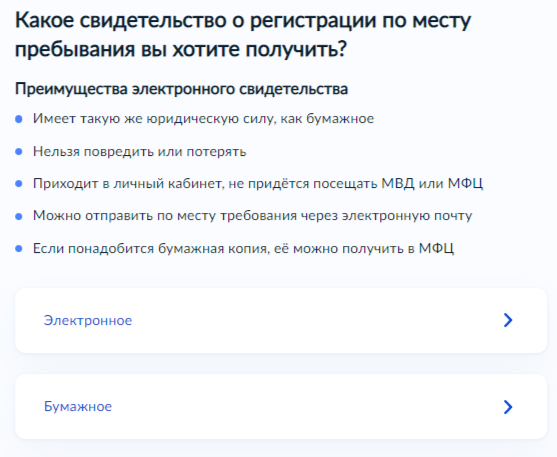 Какое свидетельство о регистрации по месту
пребывания вы хотите получить?
Преимущества электронного свидетельства
Имеет такую же юридическую силу, как бумажное
Нельзя повредить или потерять
Приходит в личный кабинет, не придётся посещать МВД или МФЦ
Можно отправить по месту требования через электронную почту
Если понадобится бумажная копия, её можно получить в МФЦ
Электронное
Бумажное